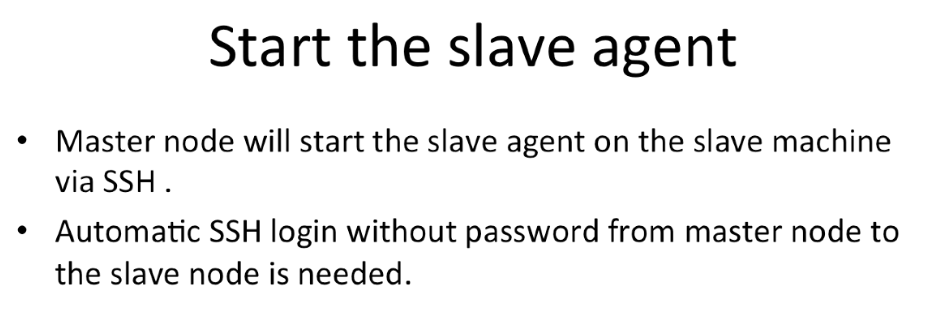 Start the slave agent
• Master node will start the slave agent on the slave machine
via SSH .
• Automatic SSH login without password from master node to
the slave node is needed.